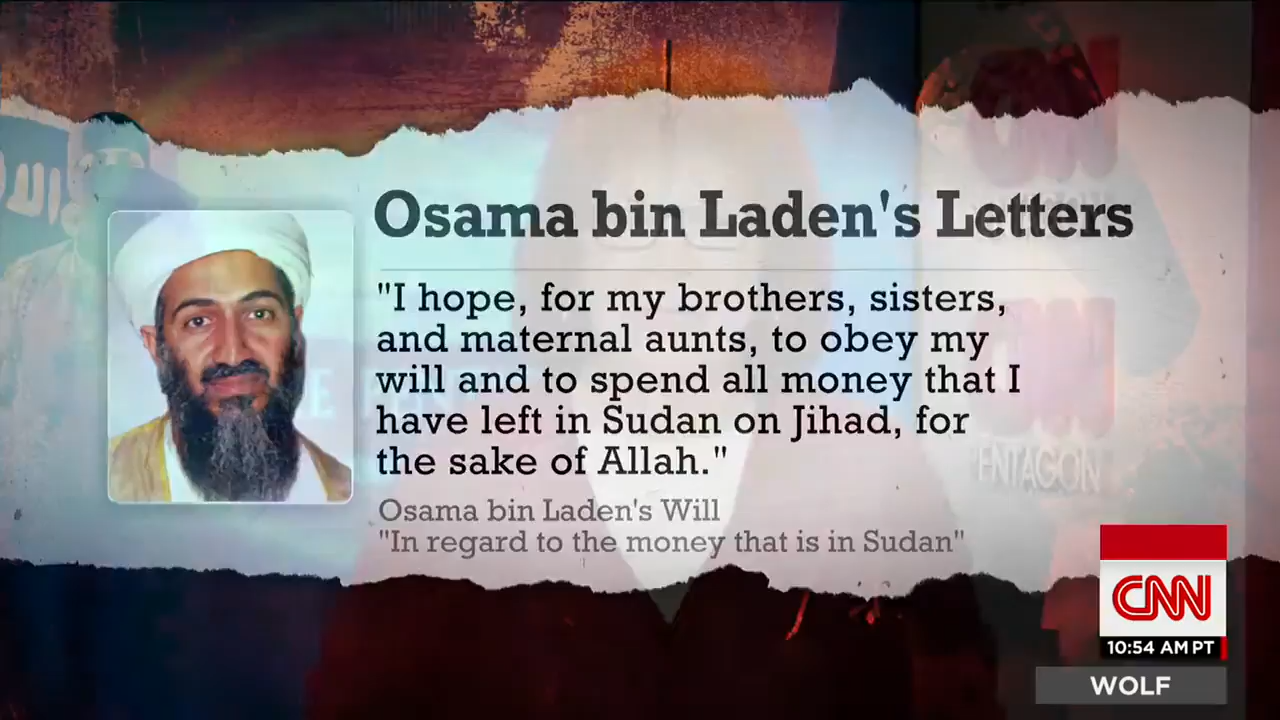 Osama bin Laden's Letters
"I hope, for my brothers, sisters,
and maternal aunts, to obey my
will and to spend all money that I
have left in Sudan on Jihad, for
the sake of Allah."
Osama bin Laden's Will
"In regard to the money that is in Sudan"
ENTAGON
CNN
10:54 AM PT
WOLF